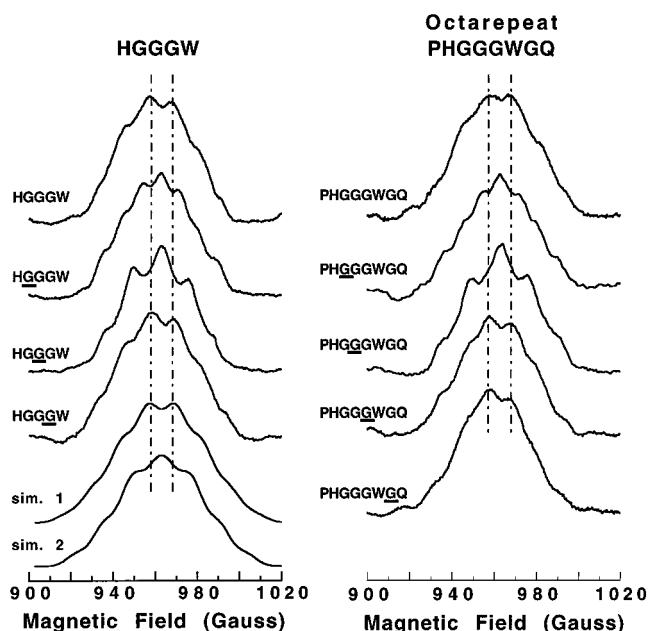 HGGGW
HGGGW
HGGGW
HGGGW
HGGGW
sim. 1
sim. 2
900 940 980 1020
Magnetic Field (Gauss)
Octarepeat
PHGGGWGQ
PHGGGWGQ
PHGGGWGQ
PHGGGWGQ
PHGGGWGQ
PHGGGWGQ
900 940 980 1020
Magnetic Field (Gauss)